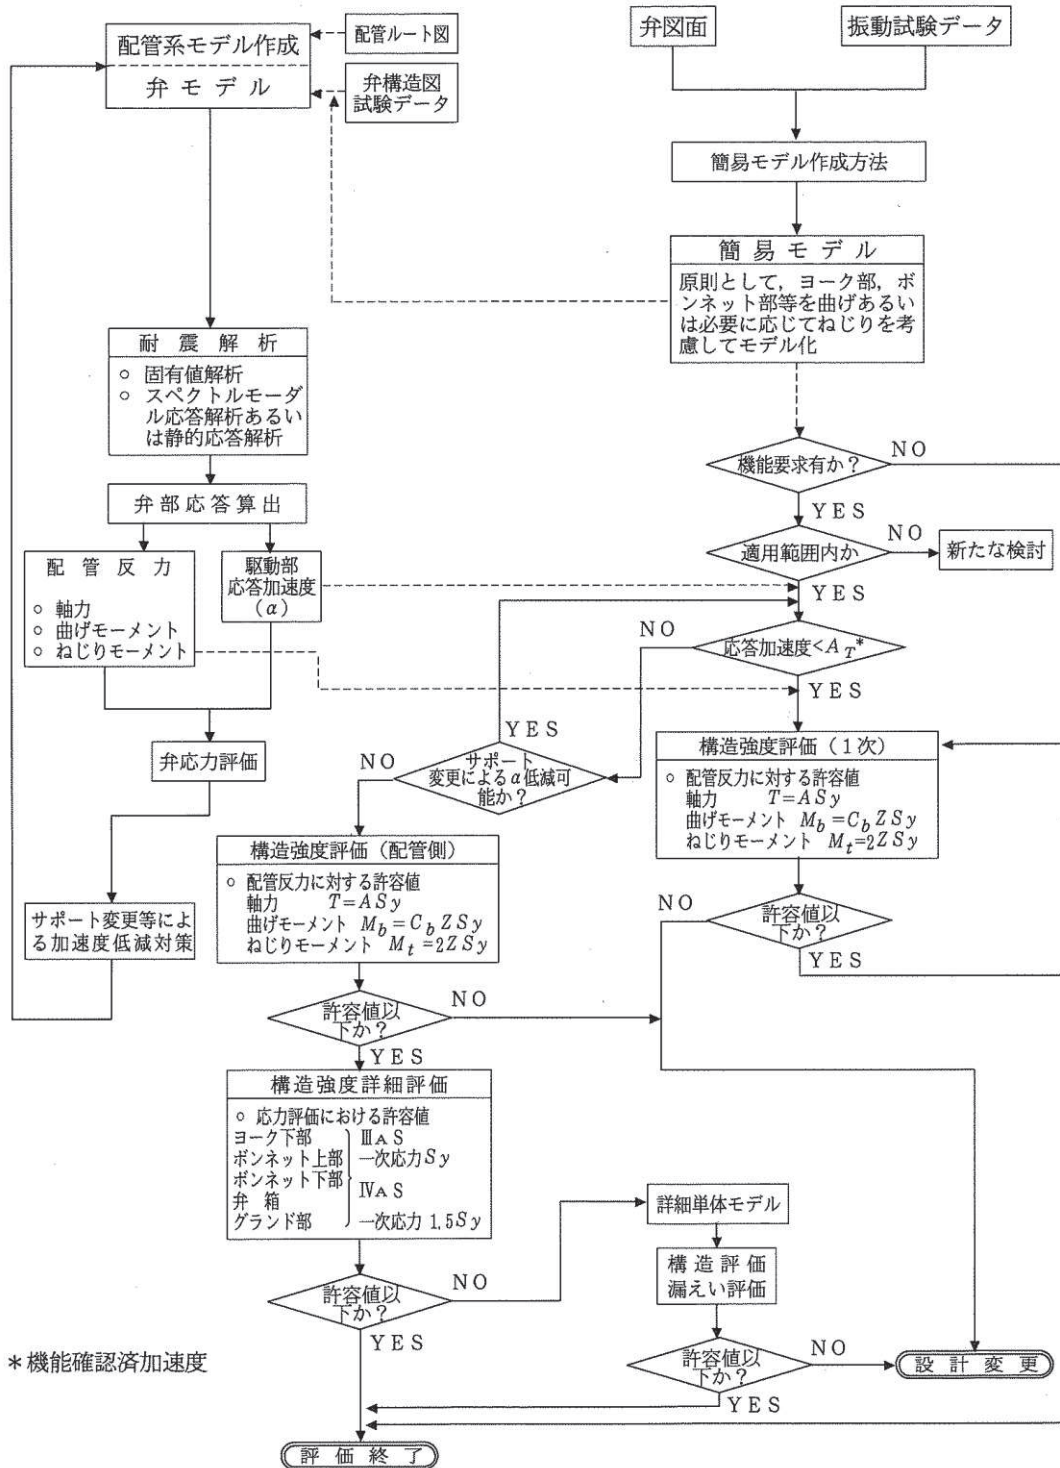 配管系モデル作成
弁モデル
配管ルート図
弁構造図
試験データ
弁図面
振動試験データ
簡易モデル作成方法
簡易モデル
原則として,ヨーク部,ボ
ンネット部等を曲げあるい
は必要に応じてねじりを考
慮してモデル化
耐震解析
○ 固有値解析
○ スペクトルモーダ
ル応答解析あるい
は静的応答解析
弁部応答算出
配管反力
○ 軸力
○ 曲げモーメント
○ ねじりモーメント
駆動部
応答加速度
(α)
弁応力評価
サポート変更等によ
る加速度低減対策
機能要求有か?
NO
YES
適用範囲内か
NO
新たな検討
YES
応答加速度<A_T*
NO
YES
サポート
変更によるα低減可
能か?
YES
NO
構造強度評価(1次)
○ 配管反力に対する許容値
軸力 T=ASy
曲げモーメント M_b=C_b ZSy
ねじりモーメント M_t=2ZSy
許容値以
下か?
NO
YES
構造強度評価(配管側)
○ 配管反力に対する許容値
軸力 T=ASy
曲げモーメント M_b=C_b ZSy
ねじりモーメント M_t=2ZSy
許容値以
下か?
NO
YES
構造強度詳細評価
○ 応力評価における許容値
ヨーク下部 ⅢAS
ボンネット上部 一次応力Sy
ボンネット下部
弁箱 ⅣAS
グランド部 一次応力 1.5Sy
許容値以
下か?
NO
YES
詳細単体モデル
構造評価
漏えい評価
許容値以
下か?
NO
YES
設計変更
評価終了
*機能確認済加速度